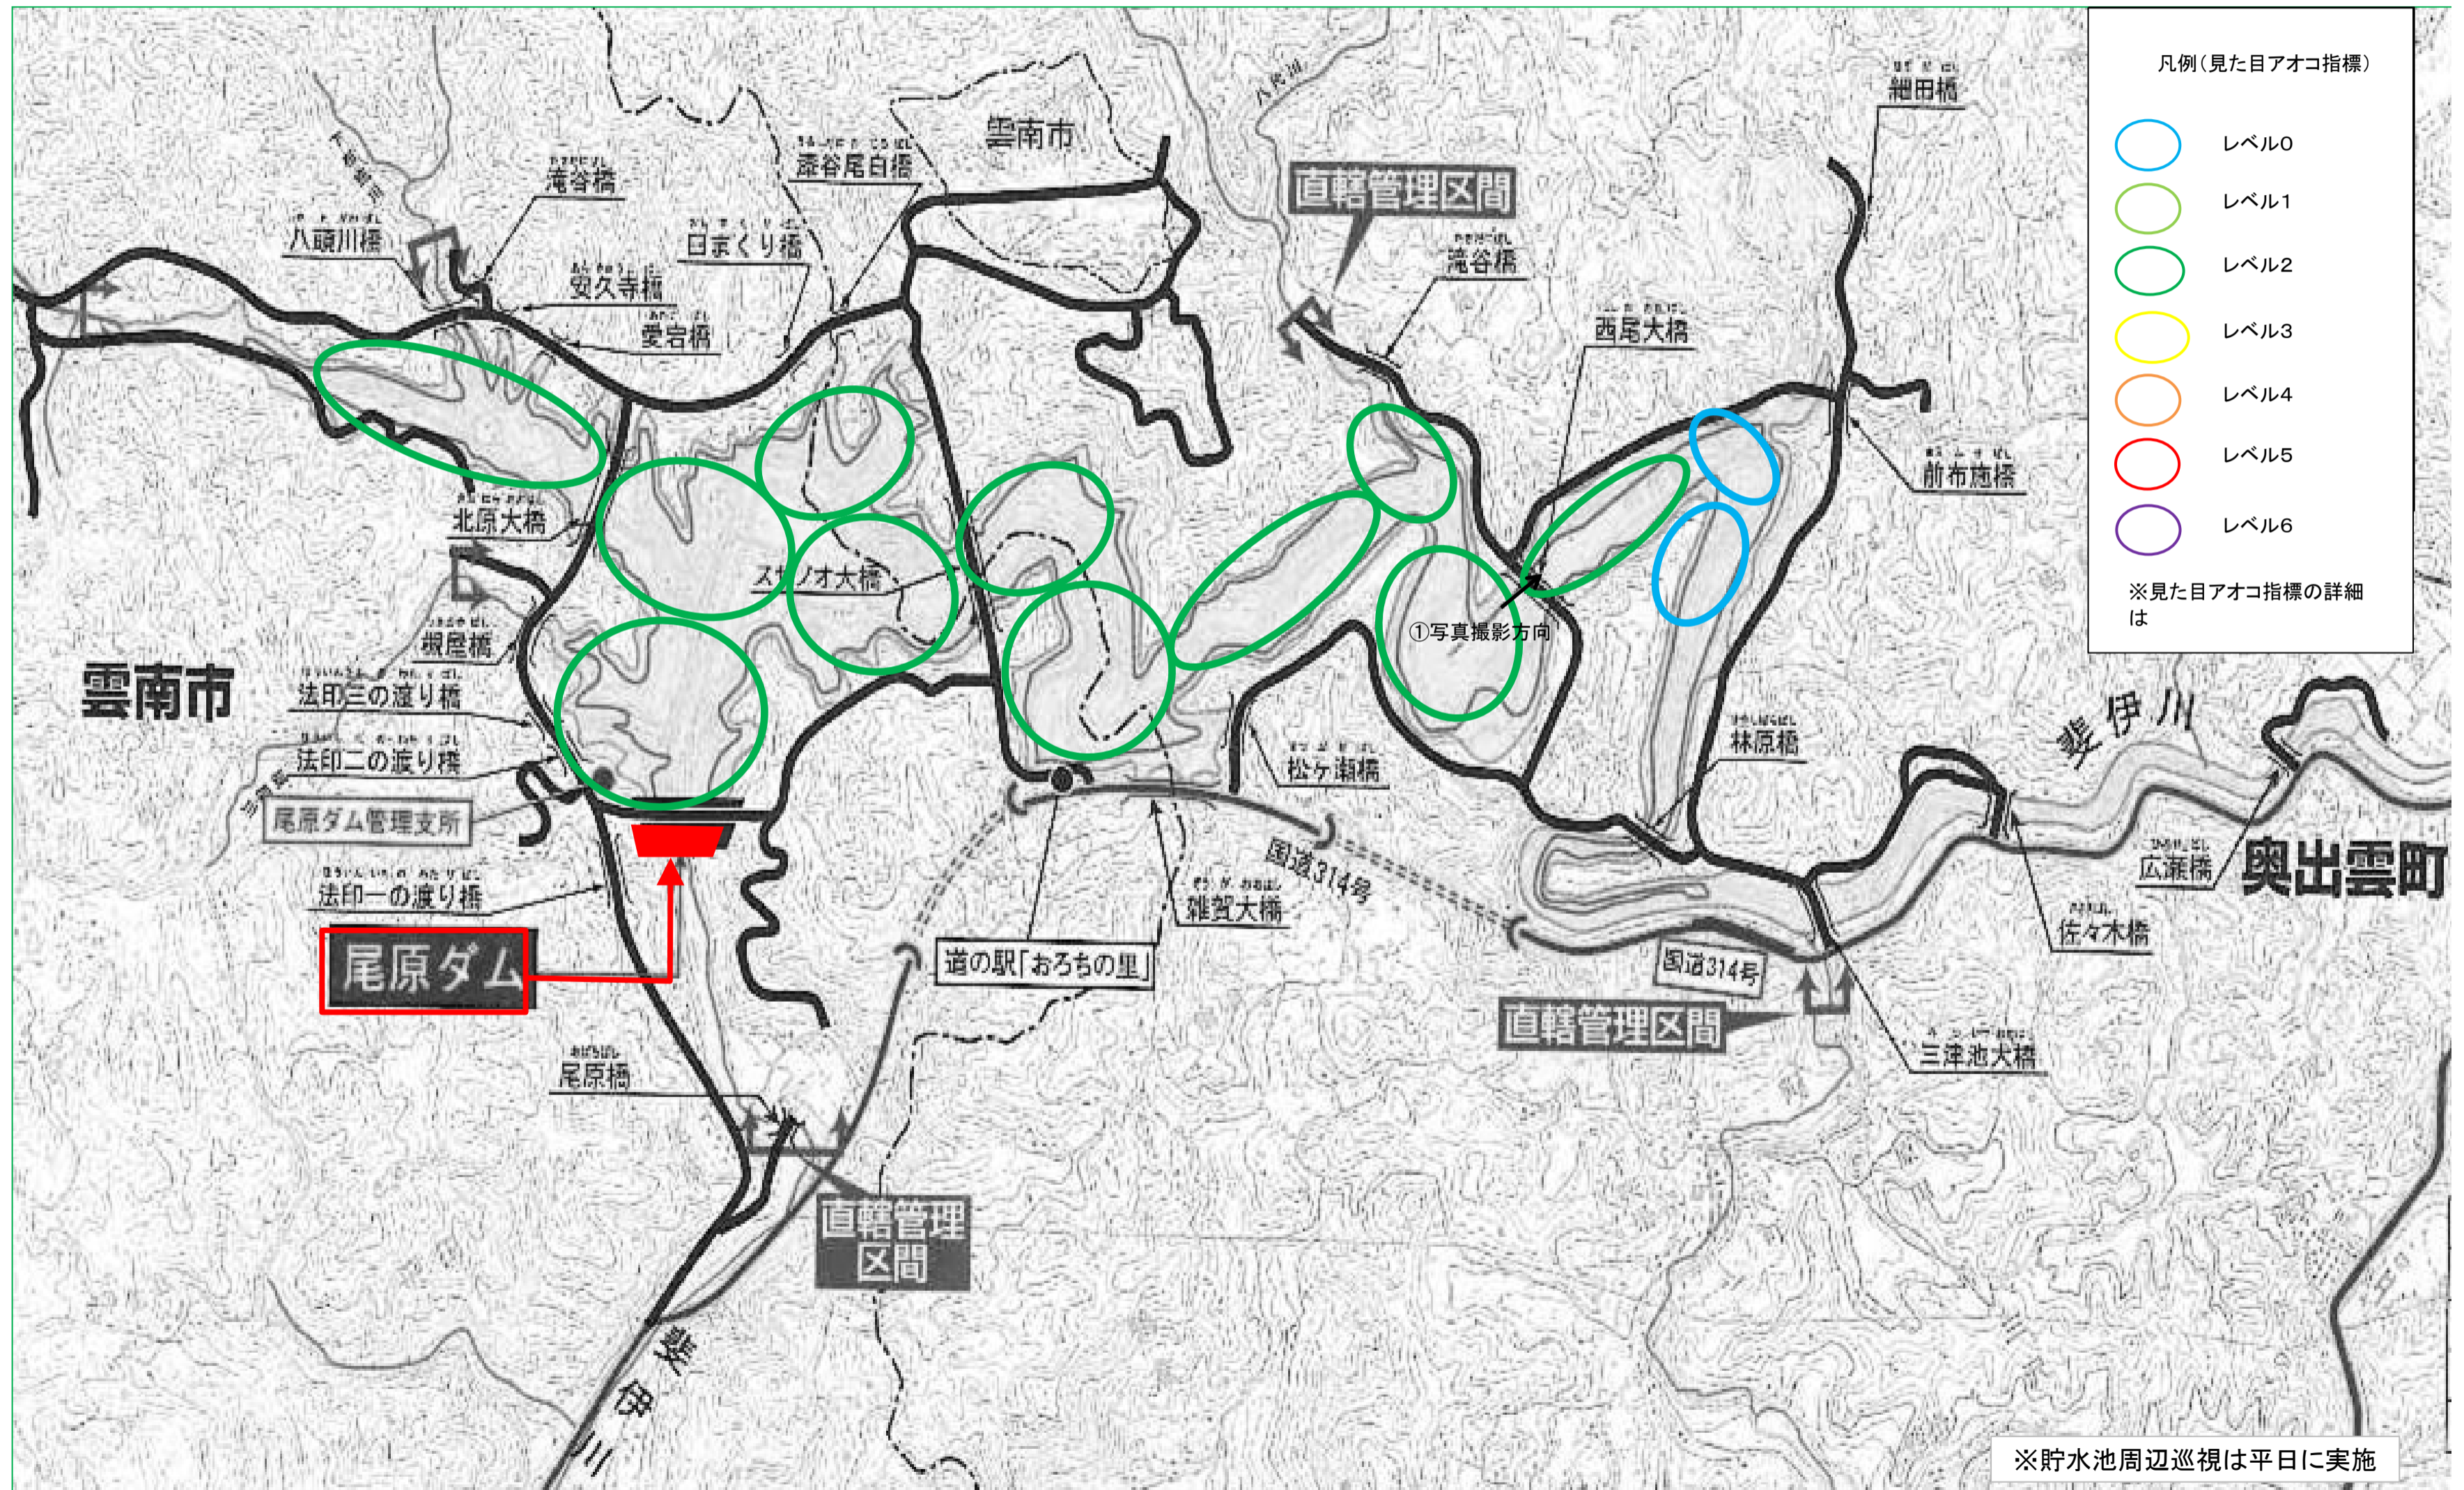 凡例(見た目アオコ指標)
レベル0
レベル1
レベル2
レベル3
レベル4
レベル5
レベル6
※見た目アオコ指標の詳細
は
細田橋
雲南市
直轄管理区間
滝谷橋
八頭川橋
安久寺橋
愛宕橋
滝谷橋
西尾大橋
前布施橋
北原大橋
スサノオ大橋
槻屋橋
①写真撮影方向
雲南市
法印三の渡り橋
法印二の渡り橋
尾原ダム管理支所
法印一の渡り橋
尾原ダム
松ヶ瀬橋
林原橋
斐伊川
国道314号
雑賀大橋
道の駅「おろちの里」
広瀬橋
奥出雲町
佐々木橋
国道314号
直轄管理区間
三津池大橋
尾原橋
おばらばし
直轄管理
区間
斐伊川
※貯水池周辺巡視は平日に実施